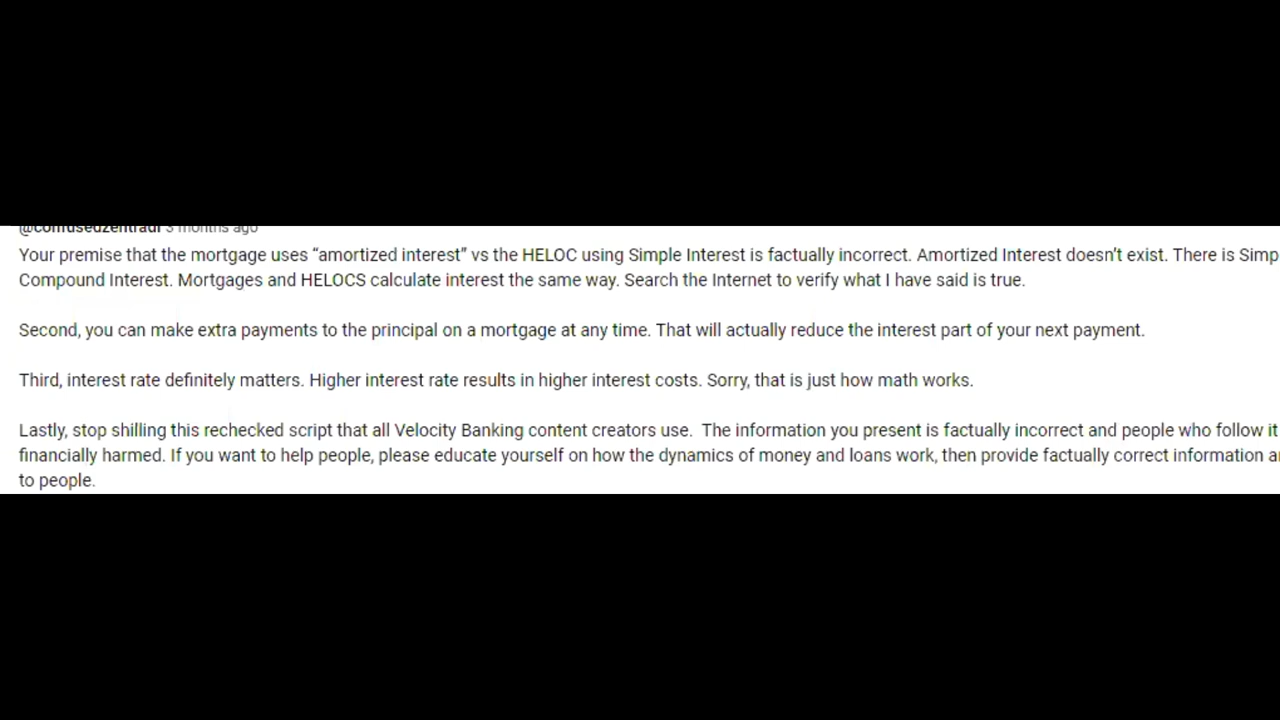 3 months ago
Your premise that the mortgage uses “amortized interest” vs the HELOC using Simple Interest is factually incorrect. Amortized Interest doesn’t exist. There is Simp
Compound Interest. Mortgages and HELOCS calculate interest the same way. Search the Internet to verify what I have said is true.
Second, you can make extra payments to the principal on a mortgage at any time. That will actually reduce the interest part of your next payment.
Third, interest rate definitely matters. Higher interest rate results in higher interest costs. Sorry, that is just how math works.
Lastly, stop shilling this rechecked script that all Velocity Banking content creators use. The information you present is factually incorrect and people who follow it
financially harmed. If you want to help people, please educate yourself on how the dynamics of money and loans work, then provide factually correct information a
to people.